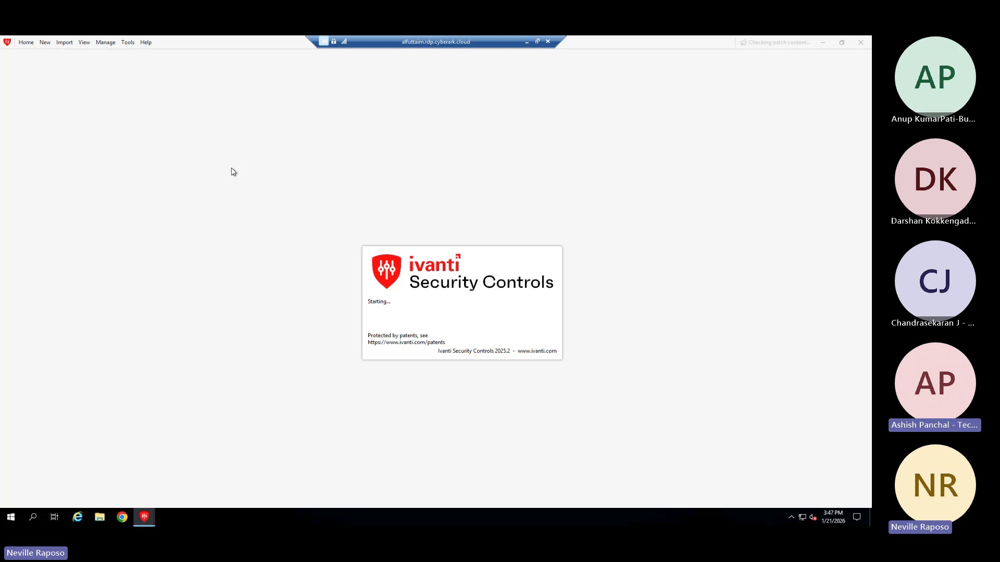 Home New Import View Manage Tools Help
alfuttaim.rdp.cyberark.cloud
Checking patch content...
AP
Anup KumarPati-Bu...
DK
Darshan Kokkengad...
CJ
Chandrasekaran J - ...
AP
Ashish Panchal - Tec...
NR
Neville Raposo
ivanti
Security Controls
Starting...
Protected by patents, see
https://www.ivanti.com/patents
Ivanti Security Controls 2025.2 - www.ivanti.com
3:47 PM
1/21/2026
Neville Raposo